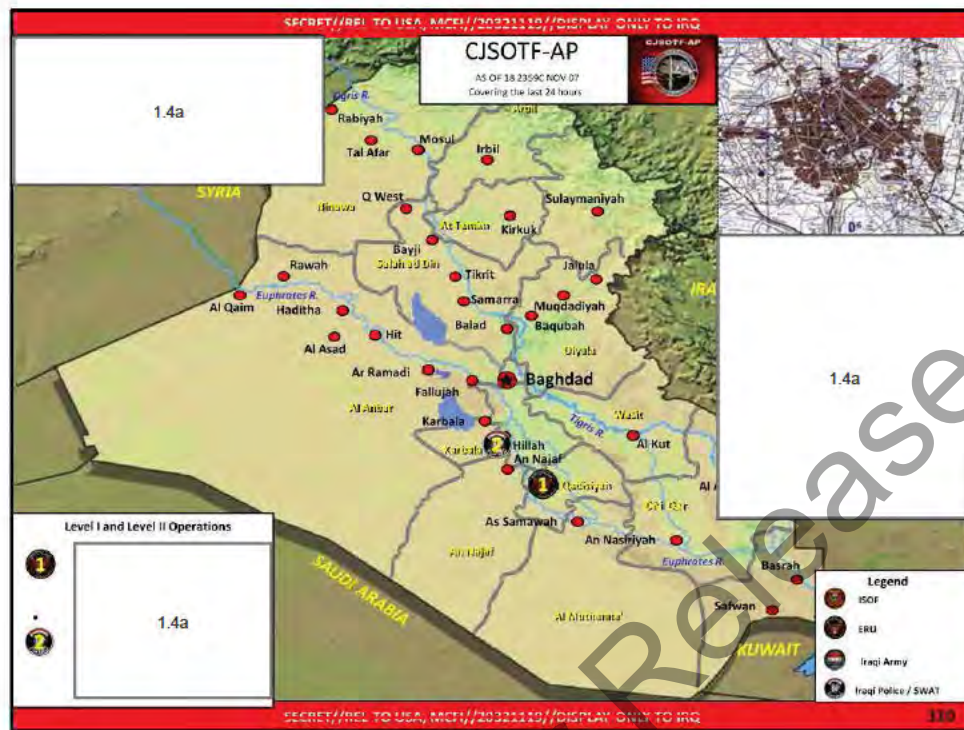 SECRET//REL TO USA, MCFI//20321119//DISPLAY ONLY TO IRQ
CJSOTF-AP
AS OF 18 2359C NOV 07
Covering the last 24 hours
CJSOTF-AP
1.4a
Tigris R.
Rabiyah
Tal Afar
Mosul
Irbil
SYRIA
Ninawa
Q West
At Tamim
Kirkuk
Sulaymaniyah
Bayji
Salah ad Din
Rawah
Tikrit
Jalula
Al Qaim
Euphrates R.
Haditha
Samarra
Muqdadiyah
Balad
Baqubah
Al Asad
Hit
Diyala
Ar Ramadi
Baghdad
Fallujah
1.4a
Al Anbar
Karbala
Tigris R.
Wasit
Karbala
2
Hillah
Al Kut
An Najaf
1
Qadisiyah
As Samawah
An Nasiriyah
An Najaf
Euphrates R.
Basrah
SAUDI ARABIA
Al Muthanna'
Safwan
KUWAIT
Level I and Level II Operations
1
2
1.4a
Legend
ISOF
ERU
Iraqi Army
Iraqi Police / SWAT
Release
SECRET//REL TO USA, MCFI//20321119//DISPLAY ONLY TO IRQ